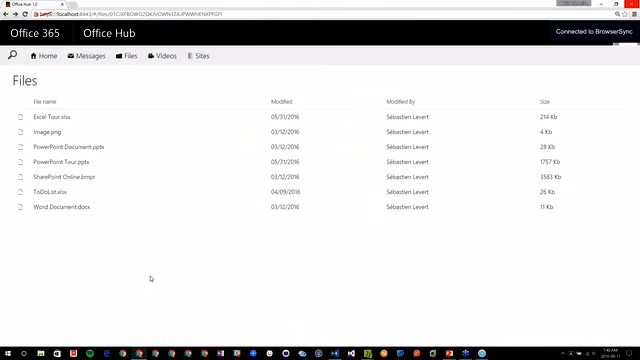 Office Hub 1.0
localhost:8443/#/files/
Office 365 Office Hub Connected to BrowserSync
Home Messages Files Videos Sites
Files
File name Modified Modified By Size
Excel Tour.xlsx 05/31/2016 Sébastien Levert 214 Kb
Image.png 03/12/2016 Sébastien Levert 4 Kb
PowerPoint Document.pptx 03/12/2016 Sébastien Levert 28 Kb
PowerPoint Tour.pptx 05/31/2016 Sébastien Levert 1757 Kb
SharePoint Online.bmpr 03/12/2016 Sébastien Levert 3583 Kb
ToDoList.xlsx 04/09/2016 Sébastien Levert 26 Kb
Word Document.docx 03/12/2016 Sébastien Levert 11 Kb